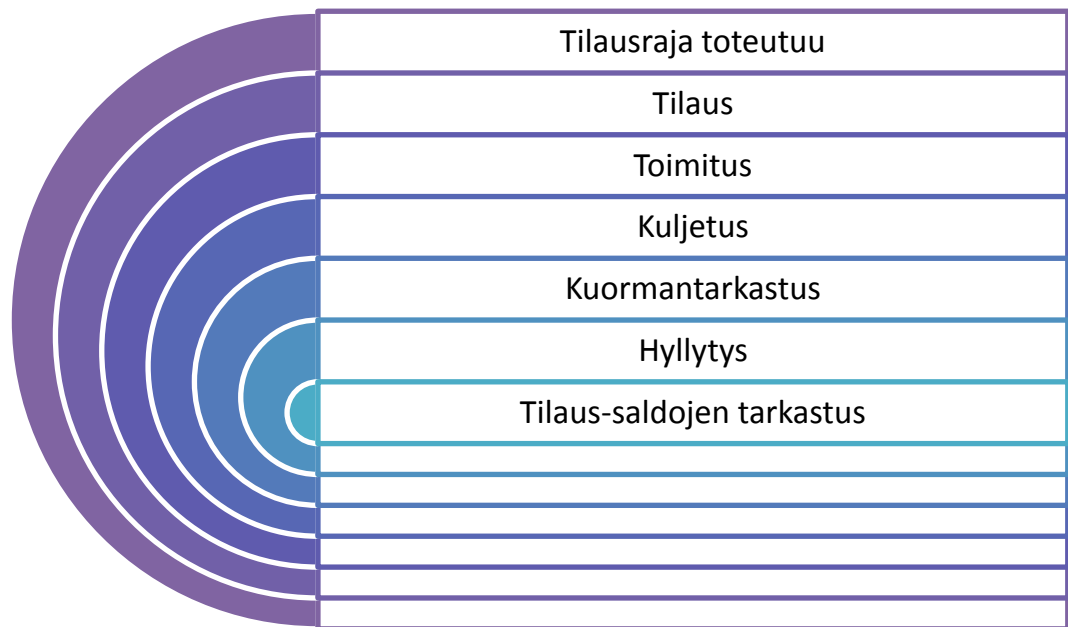 Tilausraja toteutuu
Tilaus
Toimitus
Kuljetus
Kuormantarkastus
Hyllytys
Tilaus-saldojen tarkastus